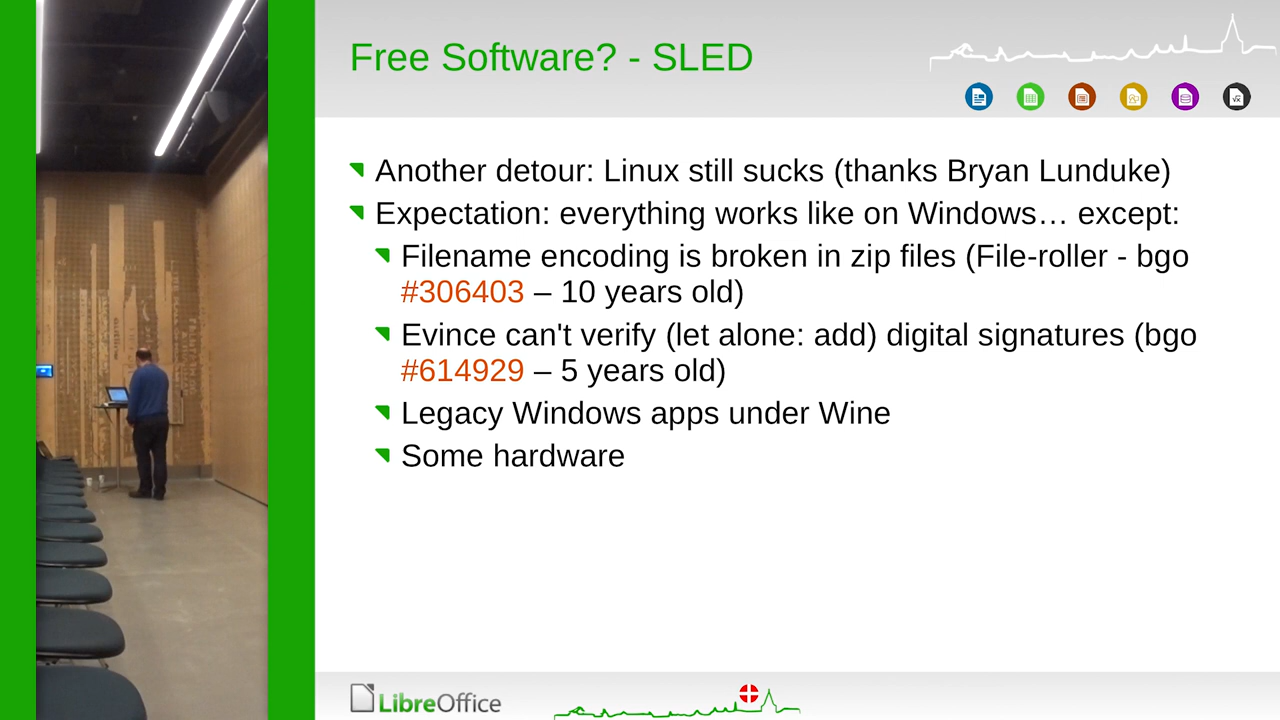 Free Software? - SLED
Another detour: Linux still sucks (thanks Bryan Lunduke)
Expectation: everything works like on Windows… except:
Filename encoding is broken in zip files (File-roller - bgo
#306403 – 10 years old)
Evince can't verify (let alone: add) digital signatures (bgo
#614929 – 5 years old)
Legacy Windows apps under Wine
Some hardware
LibreOffice